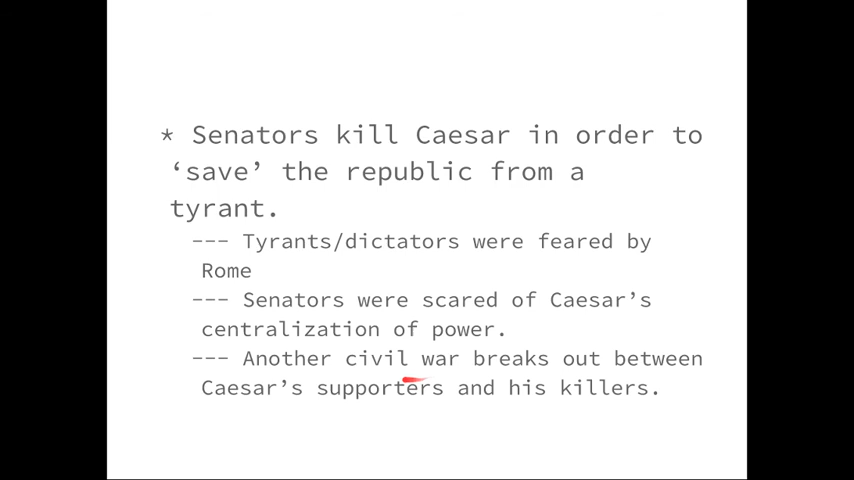 * Senators kill Caesar in order to
‘save’ the republic from a
tyrant.
--- Tyrants/dictators were feared by
Rome
--- Senators were scared of Caesar’s
centralization of power.
--- Another civil war breaks out between
Caesar’s supporters and his killers.